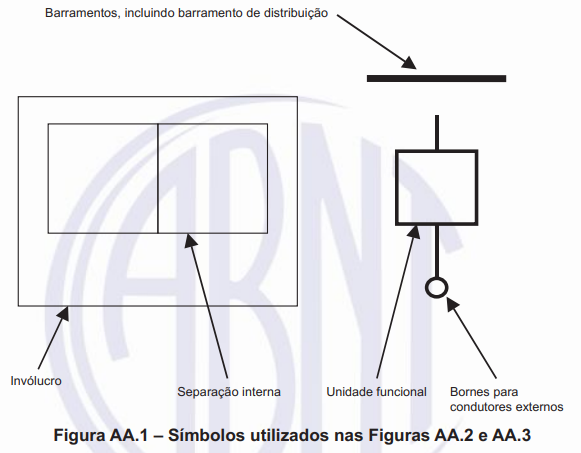 Barramentos, incluindo barramento de distribuição
Invólucro
Separação interna
Unidade funcional
Bornes para
condutores externos
Figura AA.1 – Símbolos utilizados nas Figuras AA.2 e AA.3
ABNT